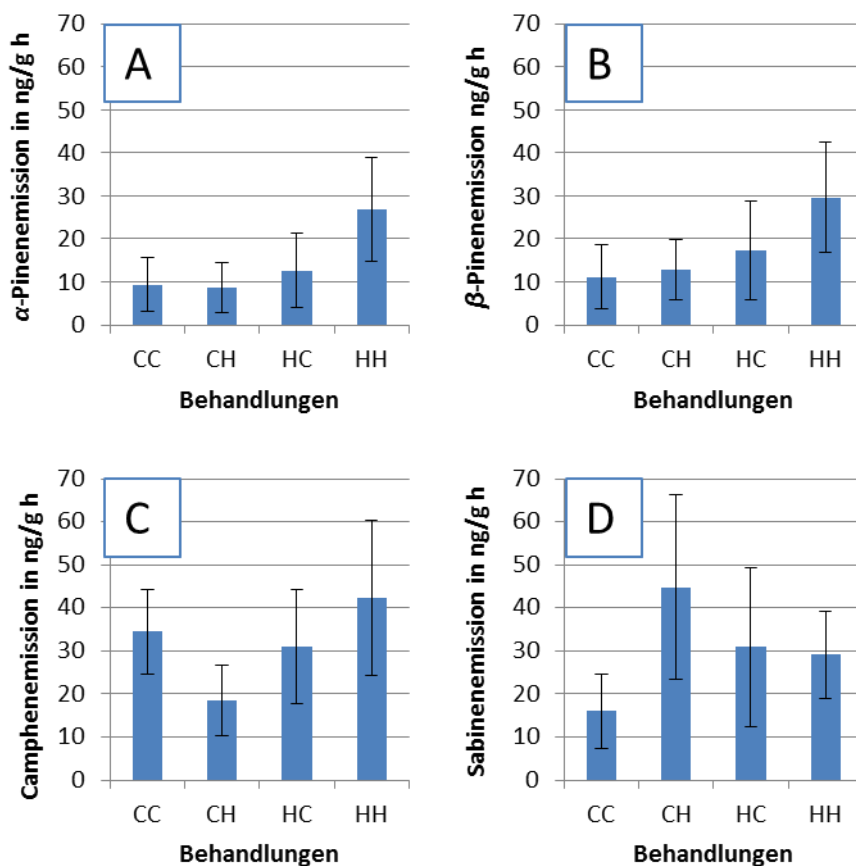 A
α-Pinenemission in ng/g h
70
60
50
40
30
20
10
0
CC CH HC HH
Behandlungen
B
β-Pinenemission ng/g h
70
60
50
40
30
20
10
0
CC CH HC HH
Behandlungen
C
Camphenemission in ng/g h
70
60
50
40
30
20
10
0
CC CH HC HH
Behandlungen
D
Sabinenemission in ng/g h
70
60
50
40
30
20
10
0
CC CH HC HH
Behandlungen